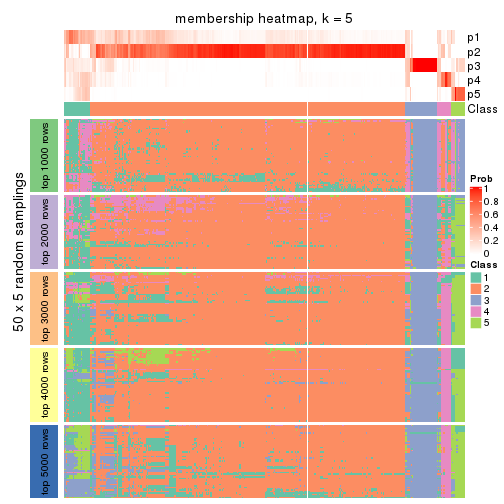 membership heatmap, k = 5
p1
p2
p3
p4
p5
Class
50 x 5 random samplings
top 1000 rows
top 2000 rows
top 3000 rows
top 4000 rows
top 5000 rows
Prob
1
0.8
0.6
0.4
0.2
0
Class
1
2
3
4
5